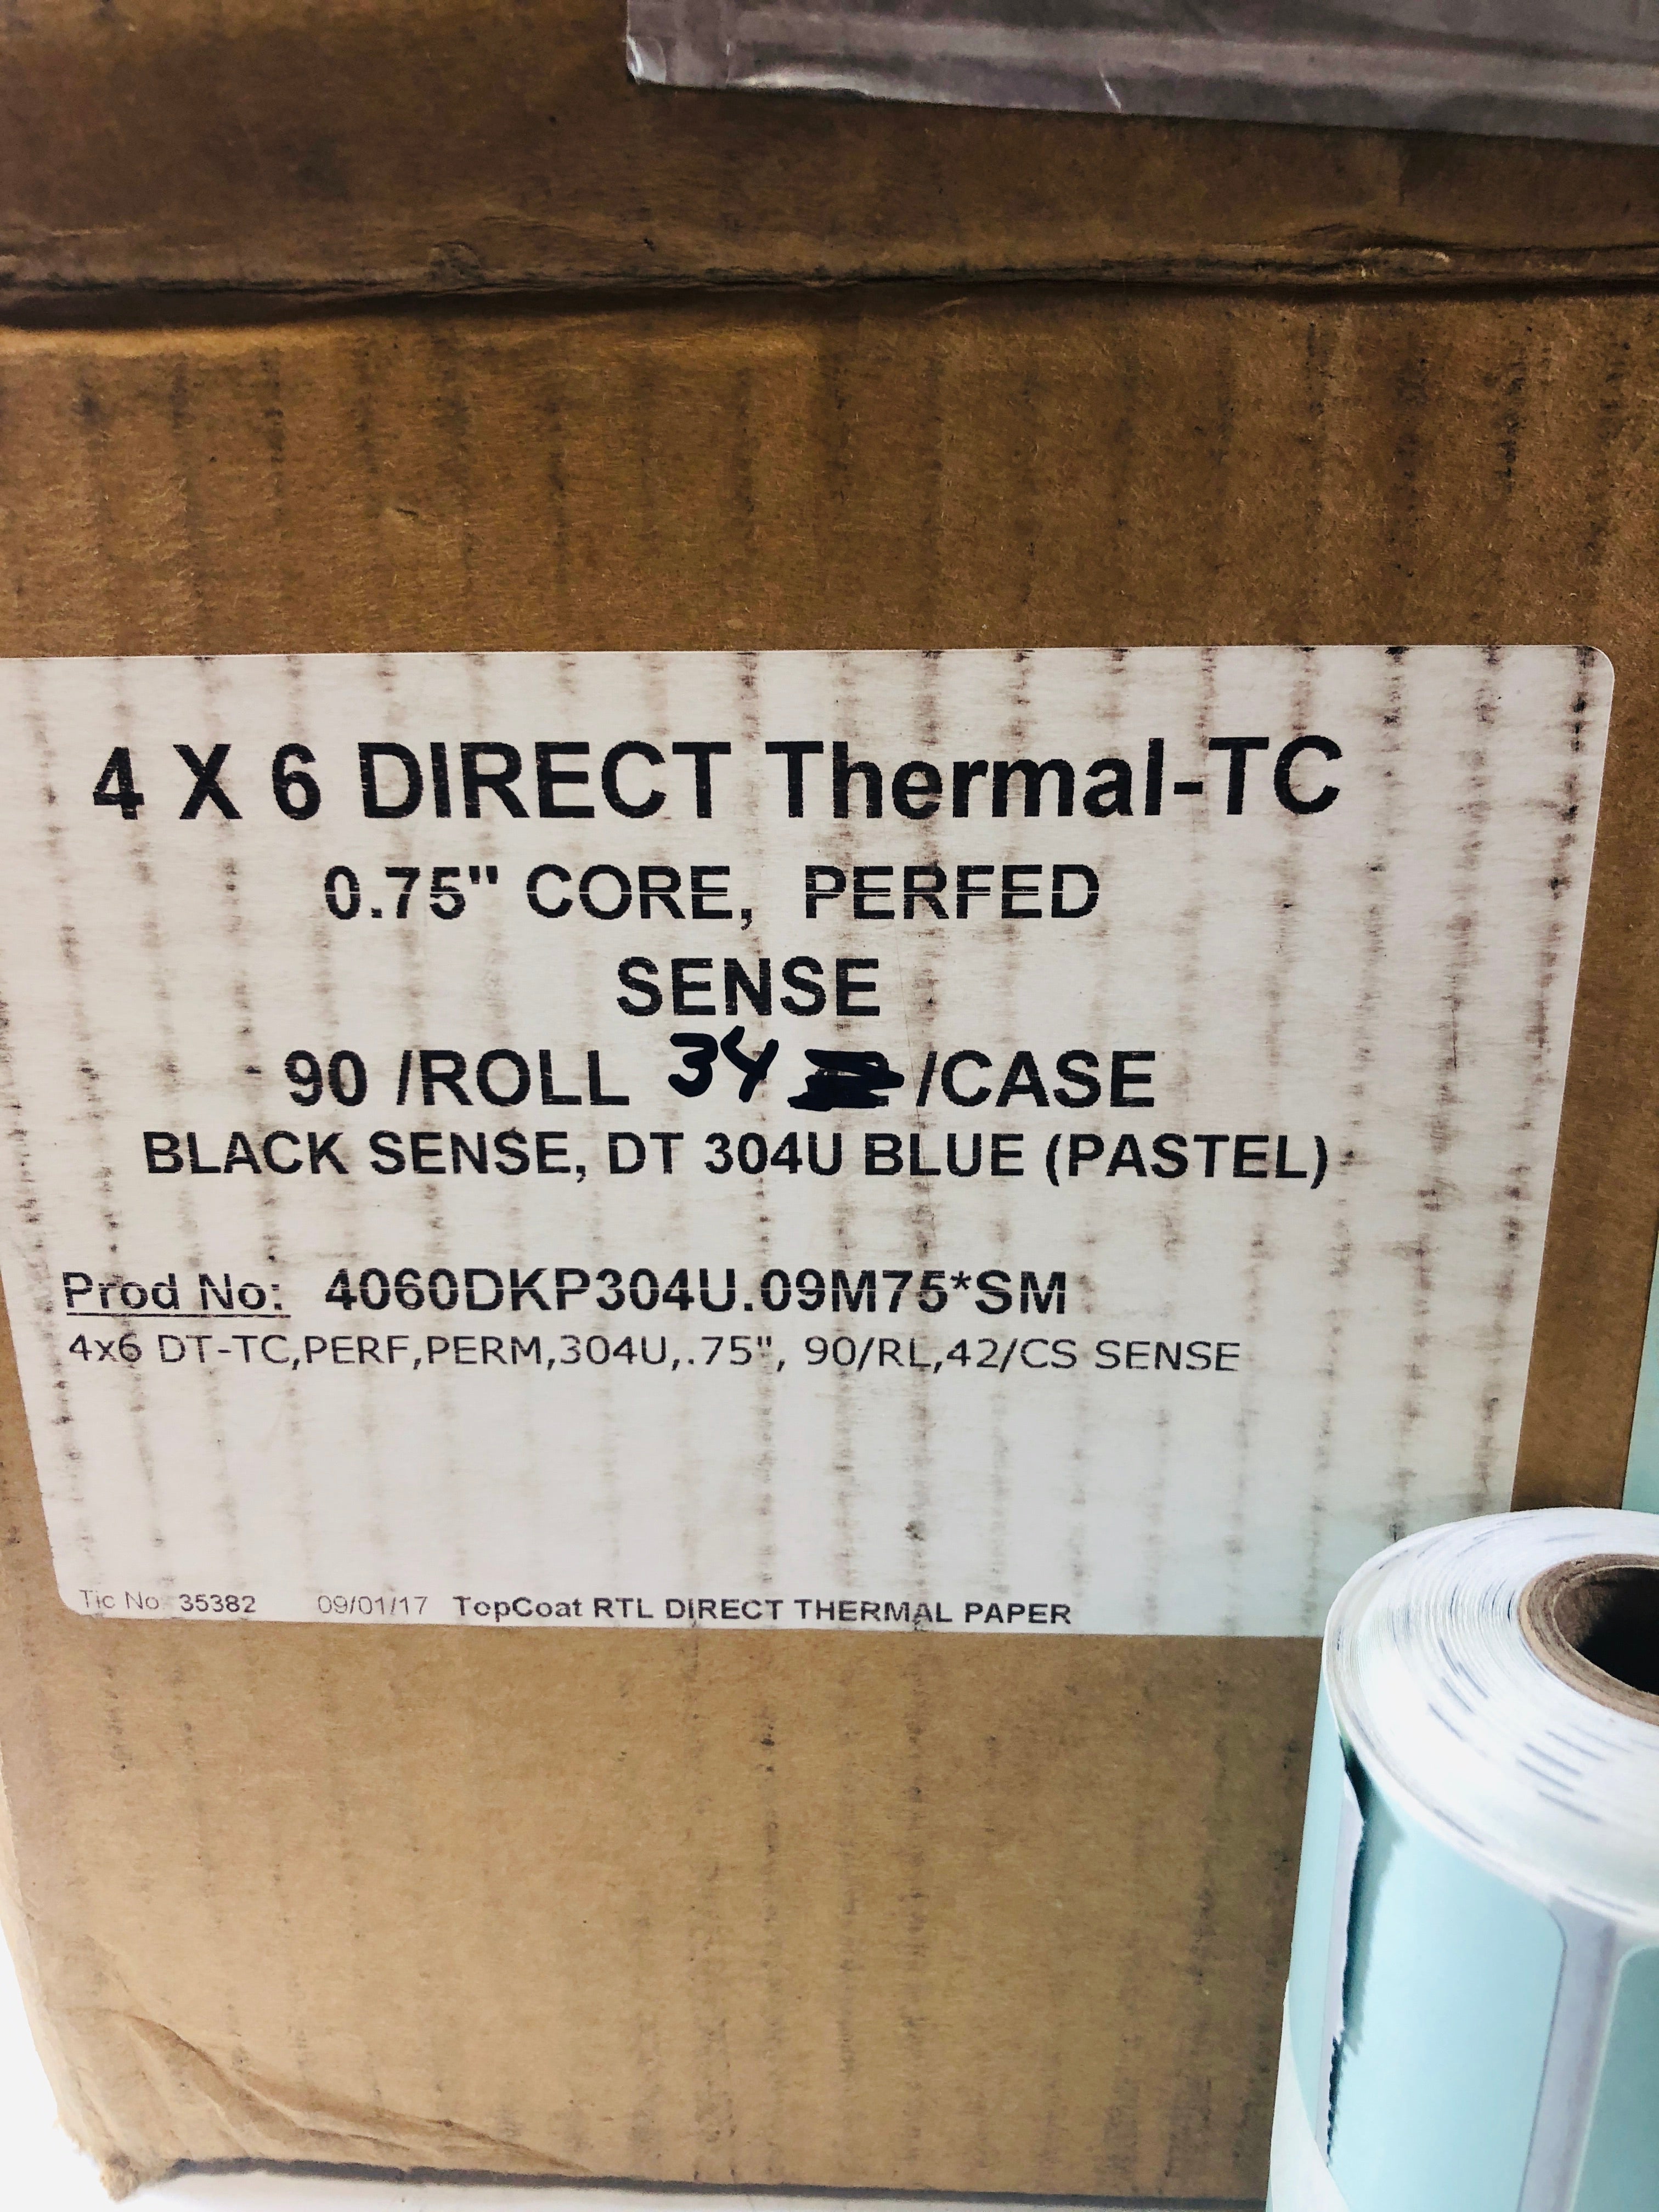 4 X 6 DIRECT Thermal-TC
0.75" CORE, PERFED
SENSE
90 /ROLL 34 /CASE
BLACK SENSE, DT 304U BLUE (PASTEL)
Prod No: 4060DKP304U.09M75*SM
4x6 DT-TC,PERF,PERM,304U,.75", 90/RL,42/CS SENSE
Tic No: 35382 09/01/17 TopCoat RTL DIRECT THERMAL PAPER